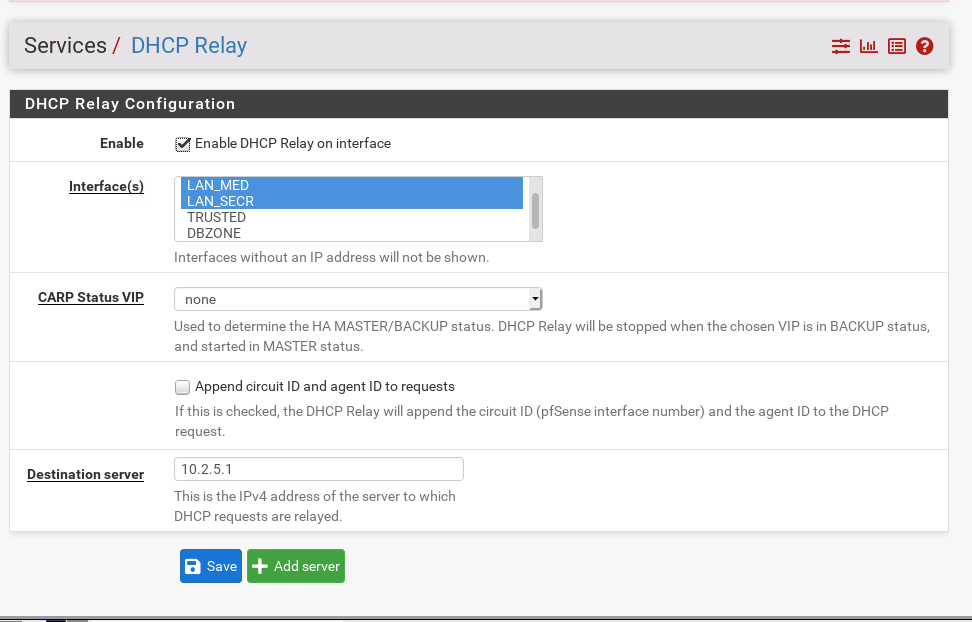 Services / DHCP Relay
DHCP Relay Configuration
Enable
Enable DHCP Relay on interface
Interface(s)
LAN_MED
LAN_SECR
TRUSTED
DBZONE
Interfaces without an IP address will not be shown.
CARP Status VIP
none
Used to determine the HA MASTER/BACKUP status. DHCP Relay will be stopped when the chosen VIP is in BACKUP status,
and started in MASTER status.
Append circuit ID and agent ID to requests
If this is checked, the DHCP Relay will append the circuit ID (pfSense interface number) and the agent ID to the DHCP
request.
Destination server
10.2.5.1
This is the IPv4 address of the server to which
DHCP requests are relayed.
Save
Add server